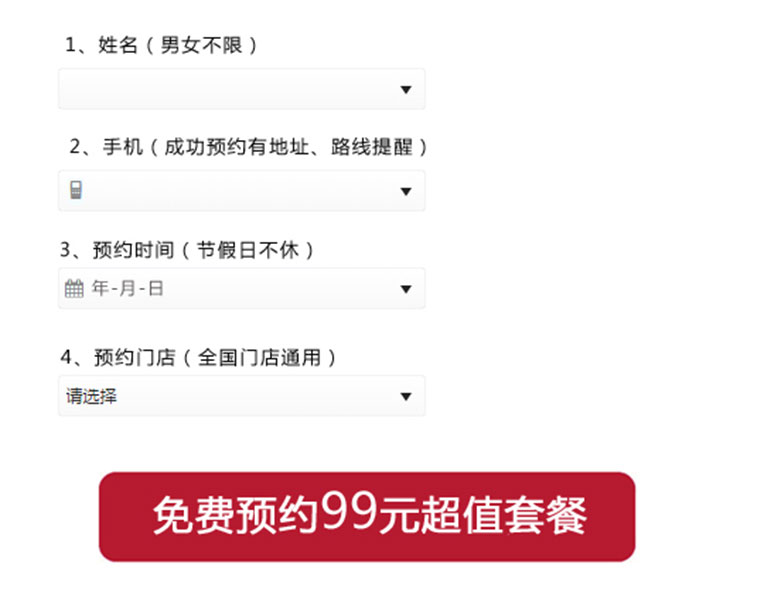 1、姓名（男女不限）
2、手机（成功预约有地址、路线提醒）
3、预约时间（节假日不休）
年-月-日
4、预约门店（全国门店通用）
请选择
免费预约99元超值套餐